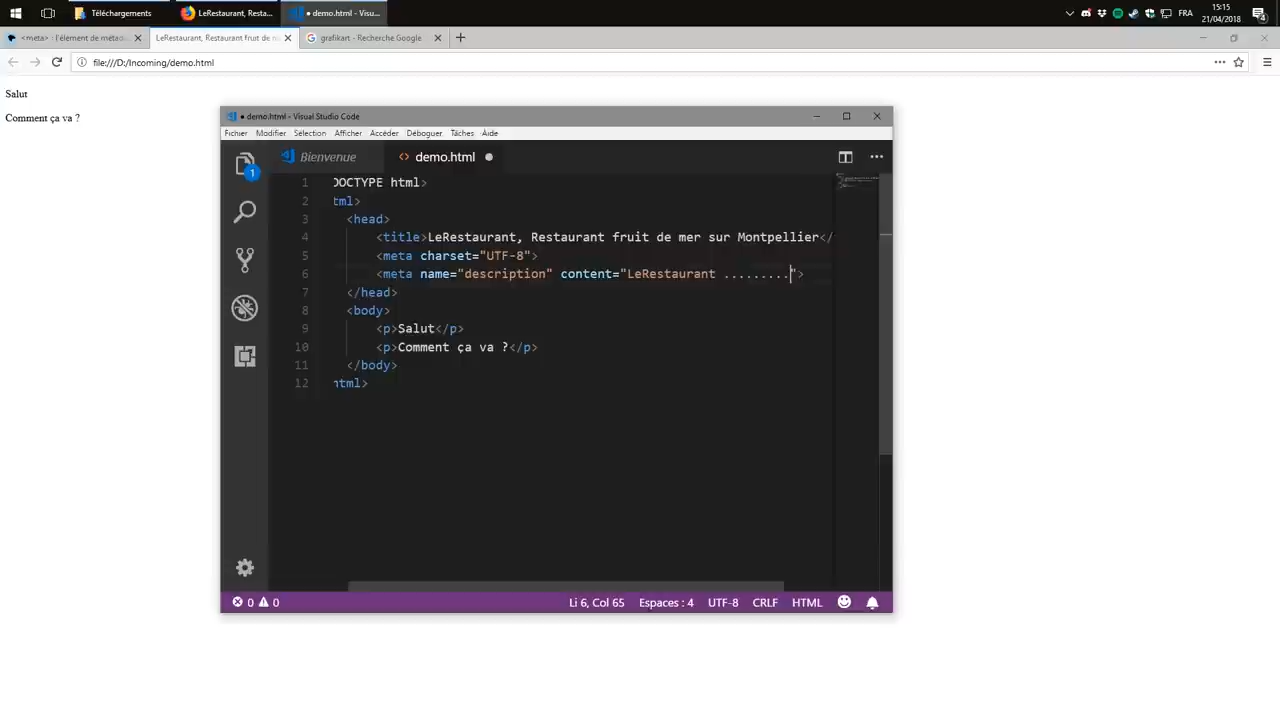 Téléchargements
LeRestaurant, Resta...
● demo.html - Visu...
FRA
15:15
21/04/2018
4
<meta> : l'élément de métado
LeRestaurant, Restaurant fruit de m
grafikart - Recherche Google
file:///D:/Incoming/demo.html
Salut
Comment ça va ?
● demo.html - Visual Studio Code
Fichier Modifier Sélection Afficher Accéder Déboguer Tâches Aide
Bienvenue
demo.html
1
1 DOCTYPE html>
2 tml>
3 <head>
4 <title>LeRestaurant, Restaurant fruit de mer sur Montpellier</
5 <meta charset="UTF-8">
6 <meta name="description" content="LeRestaurant .........">
7 </head>
8 <body>
9 <p>Salut</p>
10 <p>Comment ça va ?</p>
11 </body>
12 html>
0 0
Li 6, Col 65 Espaces : 4 UTF-8 CRLF HTML